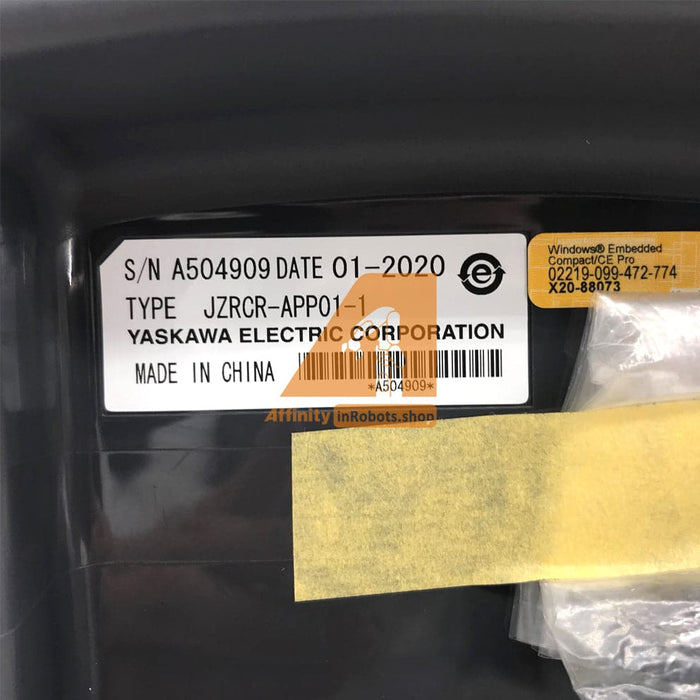 S/N A504909 DATE 01-2020
TYPE JZRCR-APP01-1
YASKAWA ELECTRIC CORPORATION
MADE IN CHINA
*A504909*
Windows® Embedded
Compact/CE Pro
02219-099-472-774
X20-88073
Affinity inRobots.shop